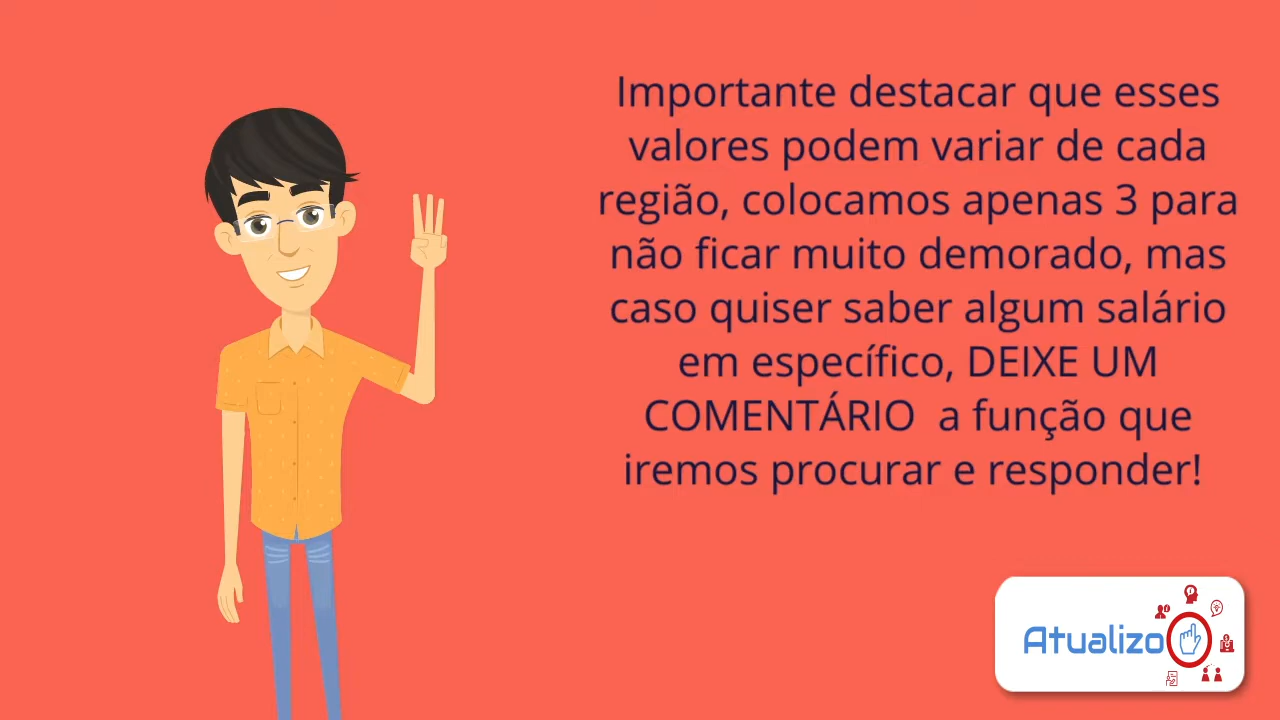 Importante destacar que esses
valores podem variar de cada
região, colocamos apenas 3 para
não ficar muito demorado, mas
caso quiser saber algum salário
em específico, DEIXE UM
COMENTÁRIO  a função que
iremos procurar e responder!
Atualizo